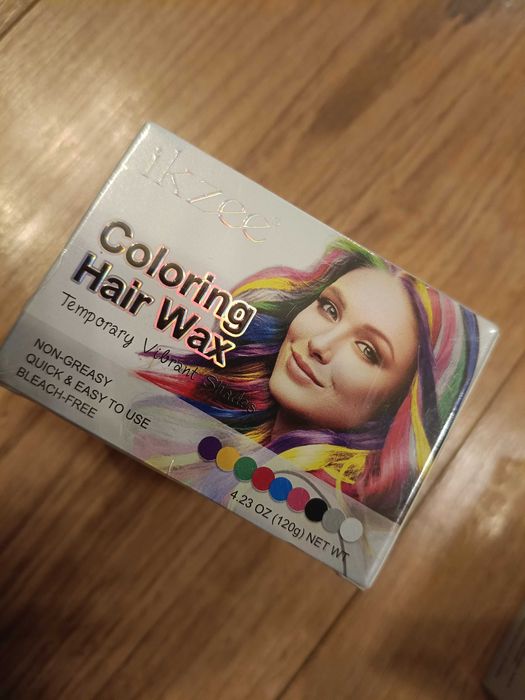 ikzee
Coloring
Hair Wax
Temporary Vibrant Shades
NON-GREASY
QUICK & EASY TO USE
BLEACH-FREE
4.23 OZ (120g) NET WT